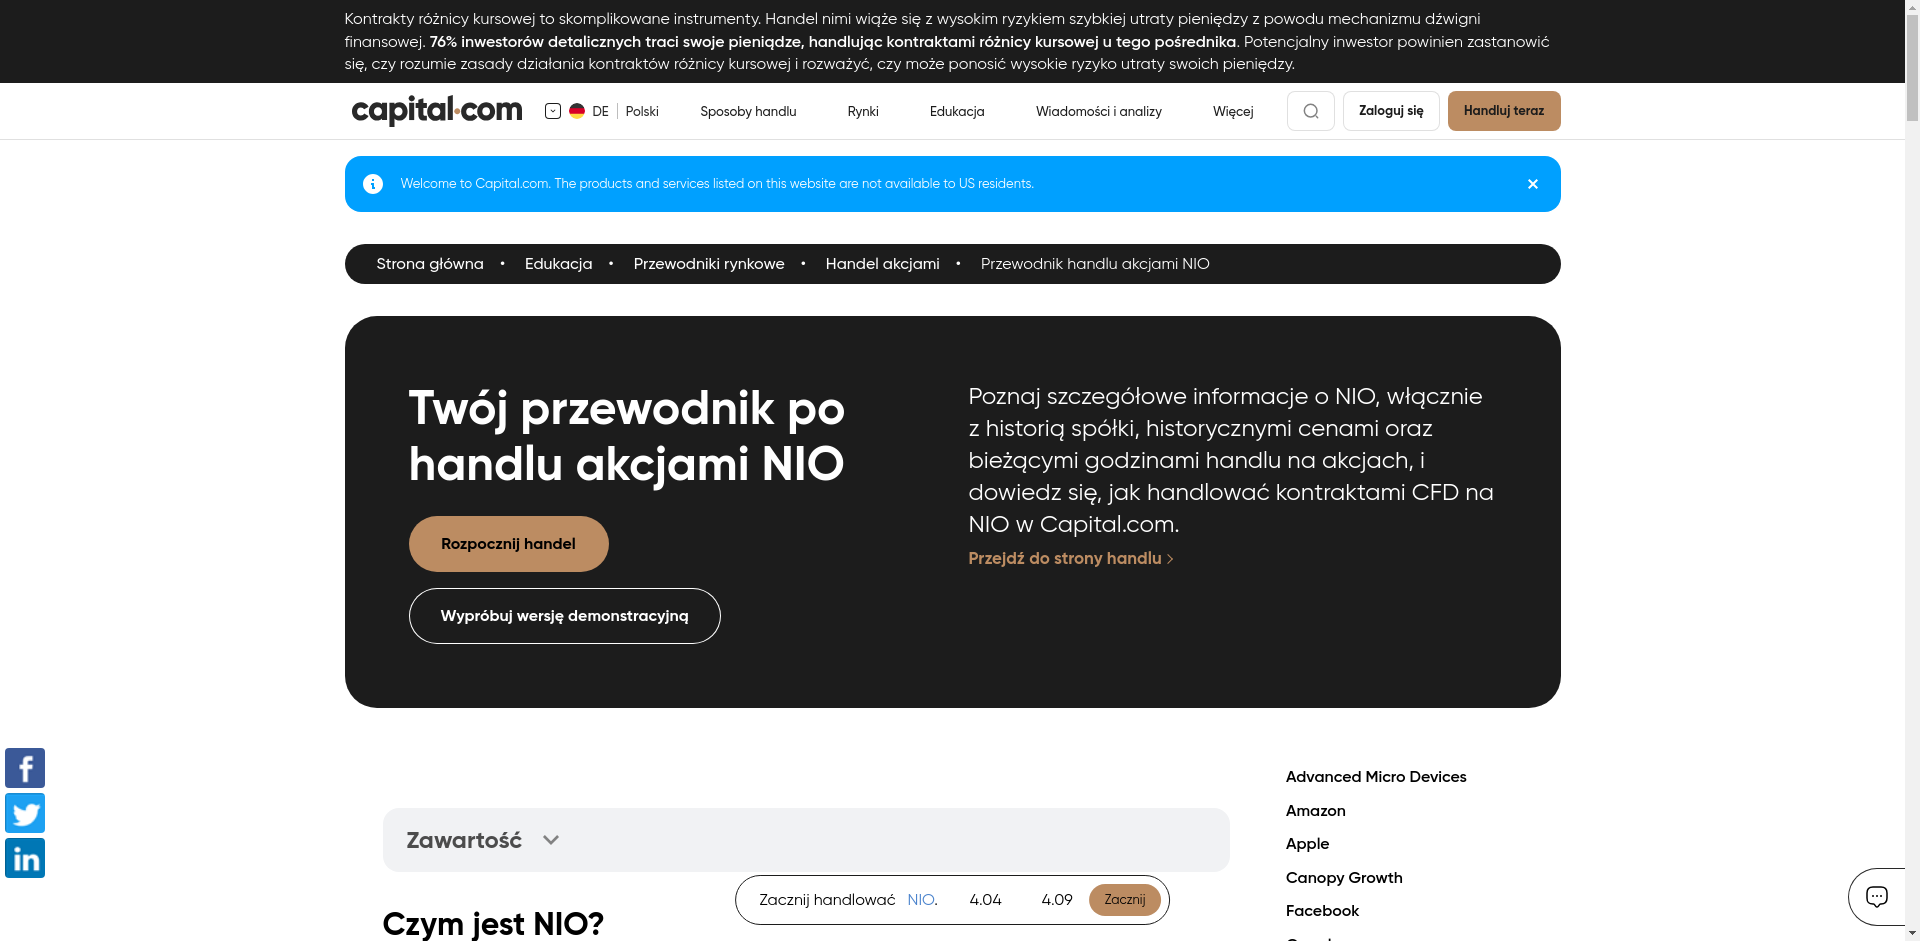 Kontrakty różnicy kursowej to skomplikowane instrumenty. Handel nimi wiąże się z wysokim ryzykiem szybkiej utraty pieniędzy z powodu mechanizmu dźwigni
finansowej. 76% inwestorów detalicznych traci swoje pieniądze, handlując kontraktami różnicy kursowej u tego pośrednika. Potencjalny inwestor powinien zastanowić
się, czy rozumie zasady działania kontraktów różnicy kursowej i rozważyć, czy może ponosić wysokie ryzyko utraty swoich pieniędzy.
capital.com
DE Polski
Sposoby handlu
Rynki
Edukacja
Wiadomości i analizy
Więcej
Zaloguj się
Handluj teraz
Welcome to Capital.com. The products and services listed on this website are not available to US residents.
Strona główna • Edukacja • Przewodniki rynkowe • Handel akcjami • Przewodnik handlu akcjami NIO
Twój przewodnik po
handlu akcjami NIO
Rozpocznij handel
Wypróbuj wersję demonstracyjną
Poznaj szczegółowe informacje o NIO, włącznie
z historią spółki, historycznymi cenami oraz
bieżącymi godzinami handlu na akcjach, i
dowiedz się, jak handlować kontraktami CFD na
NIO w Capital.com.
Przejdź do strony handlu
Zawartość
Czym jest NIO?
Advanced Micro Devices
Amazon
Apple
Canopy Growth
Facebook
Zacznij handlować NIO. 4.04 4.09 Zacznij